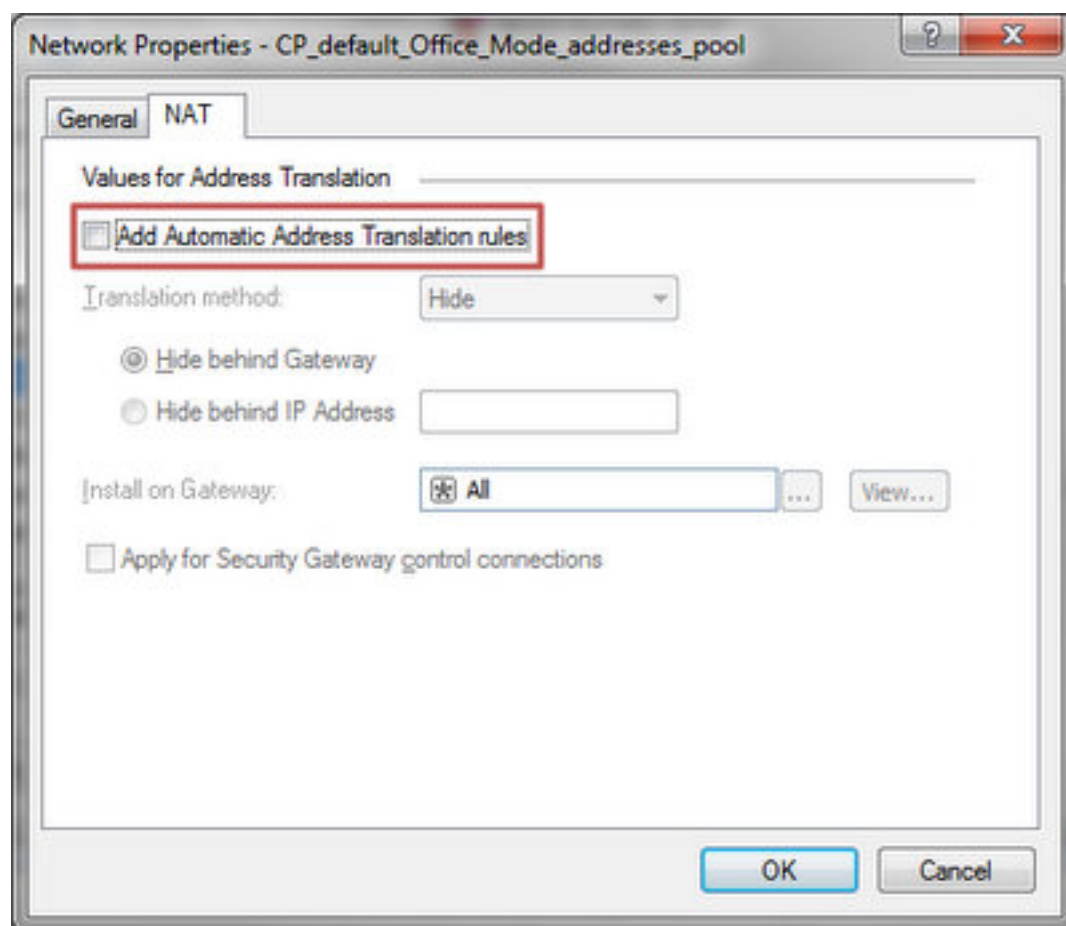 Network Properties - CP_default_Office_Mode_addresses_pool
General NAT
Values for Address Translation
Add Automatic Address Translation rules
Translation method: Hide
Hide behind Gateway
Hide behind IP Address
Install on Gateway: All ... View...
Apply for Security Gateway control connections
OK Cancel